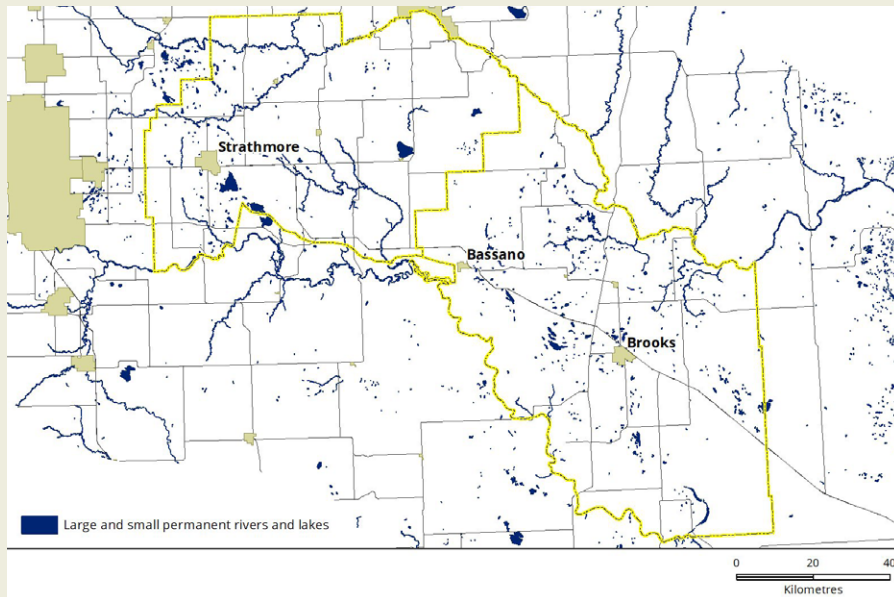 Strathmore
Bassano
Brooks
Large and small permanent rivers and lakes
0 20 40
Kilometres